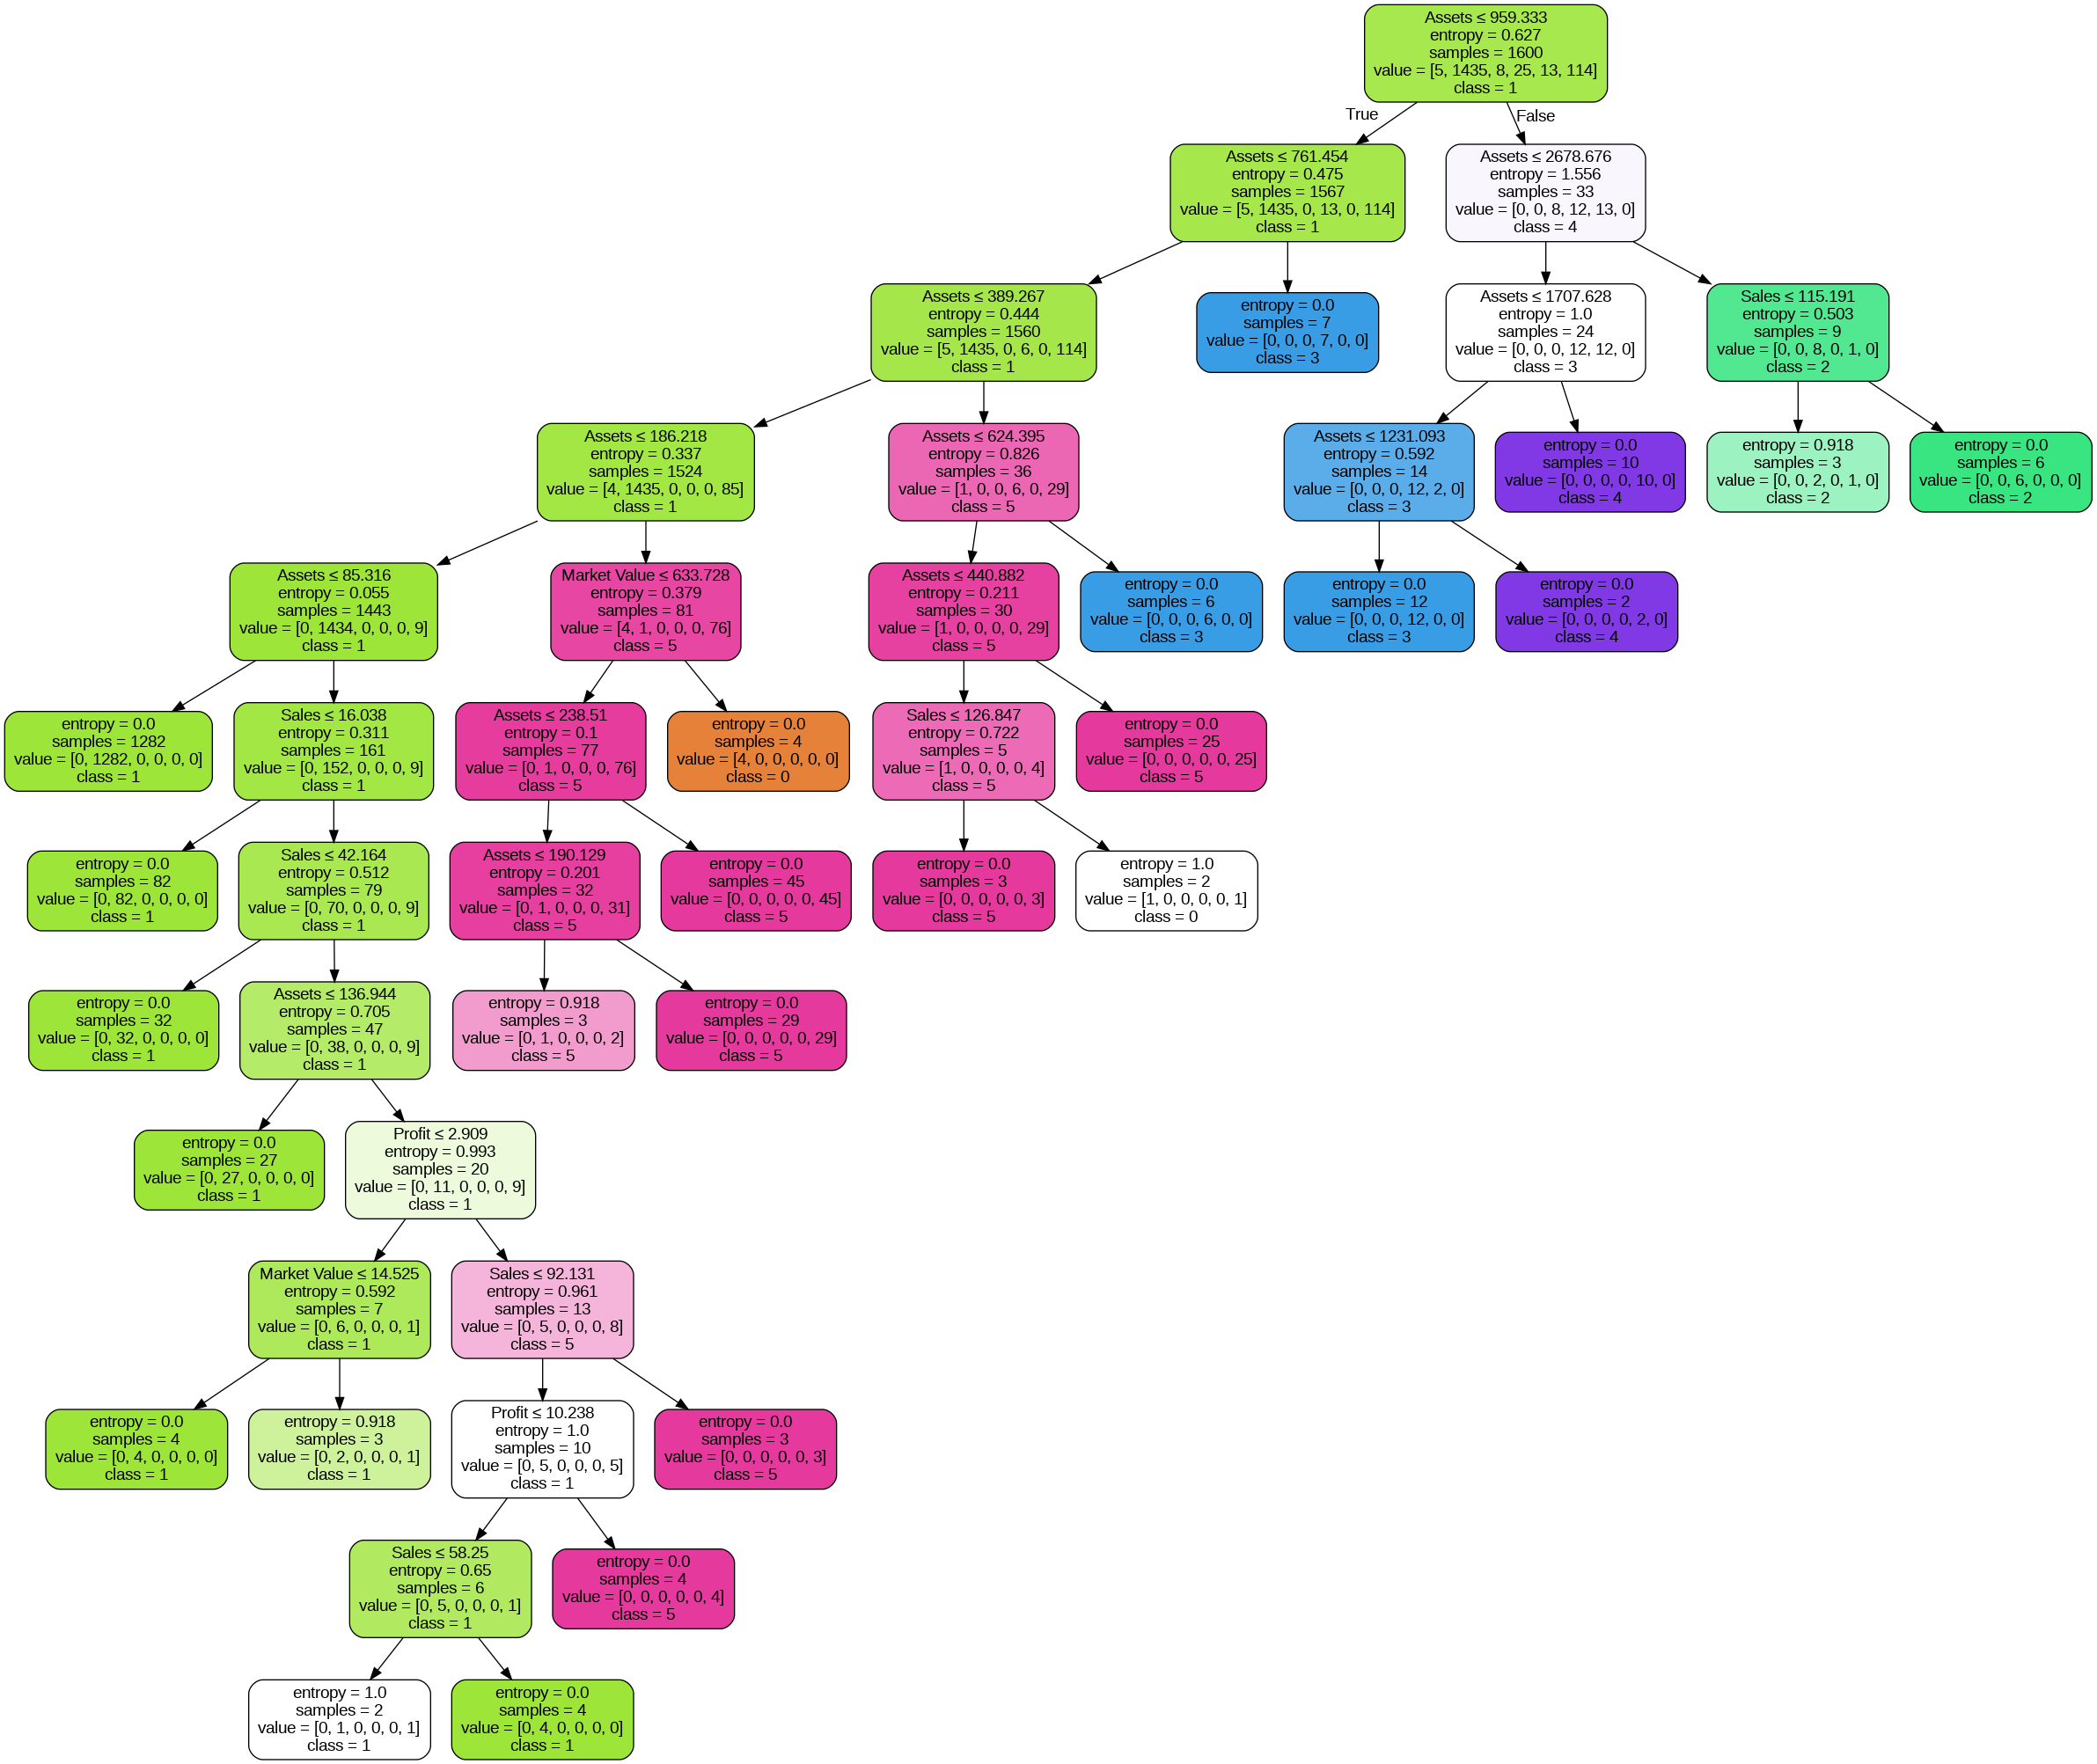 Assets ≤ 959.333
entropy = 0.627
samples = 1600
value = [5, 1435, 8, 25, 13, 114]
class = 1
True
False
Assets ≤ 761.454
entropy = 0.475
samples = 1567
value = [5, 1435, 0, 13, 0, 114]
class = 1
Assets ≤ 2678.676
entropy = 1.556
samples = 33
value = [0, 0, 8, 12, 13, 0]
class = 4
Assets ≤ 389.267
entropy = 0.444
samples = 1560
value = [5, 1435, 0, 6, 0, 114]
class = 1
entropy = 0.0
samples = 7
value = [0, 0, 0, 7, 0, 0]
class = 3
Assets ≤ 1707.628
entropy = 1.0
samples = 24
value = [0, 0, 0, 12, 12, 0]
class = 3
Sales ≤ 115.191
entropy = 0.503
samples = 9
value = [0, 0, 8, 0, 1, 0]
class = 2
Assets ≤ 186.218
entropy = 0.337
samples = 1524
value = [4, 1435, 0, 0, 0, 85]
class = 1
Assets ≤ 624.395
entropy = 0.826
samples = 36
value = [1, 0, 0, 6, 0, 29]
class = 5
Assets ≤ 1231.093
entropy = 0.592
samples = 14
value = [0, 0, 0, 12, 2, 0]
class = 3
entropy = 0.0
samples = 10
value = [0, 0, 0, 0, 10, 0]
class = 4
entropy = 0.918
samples = 3
value = [0, 0, 2, 0, 1, 0]
class = 2
entropy = 0.0
samples = 6
value = [0, 0, 6, 0, 0, 0]
class = 2
Assets ≤ 85.316
entropy = 0.055
samples = 1443
value = [0, 1434, 0, 0, 0, 9]
class = 1
Market Value ≤ 633.728
entropy = 0.379
samples = 81
value = [4, 1, 0, 0, 0, 76]
class = 5
Assets ≤ 440.882
entropy = 0.211
samples = 30
value = [1, 0, 0, 0, 0, 29]
class = 5
entropy = 0.0
samples = 6
value = [0, 0, 0, 6, 0, 0]
class = 3
entropy = 0.0
samples = 12
value = [0, 0, 0, 12, 0, 0]
class = 3
entropy = 0.0
samples = 2
value = [0, 0, 0, 0, 2, 0]
class = 4
entropy = 0.0
samples = 1282
value = [0, 1282, 0, 0, 0, 0]
class = 1
Sales ≤ 16.038
entropy = 0.311
samples = 161
value = [0, 152, 0, 0, 0, 9]
class = 1
Assets ≤ 238.51
entropy = 0.1
samples = 77
value = [0, 1, 0, 0, 0, 76]
class = 5
entropy = 0.0
samples = 4
value = [4, 0, 0, 0, 0, 0]
class = 0
Sales ≤ 126.847
entropy = 0.722
samples = 5
value = [1, 0, 0, 0, 0, 4]
class = 5
entropy = 0.0
samples = 25
value = [0, 0, 0, 0, 0, 25]
class = 5
entropy = 0.0
samples = 82
value = [0, 82, 0, 0, 0, 0]
class = 1
Sales ≤ 42.164
entropy = 0.512
samples = 79
value = [0, 70, 0, 0, 0, 9]
class = 1
Assets ≤ 190.129
entropy = 0.201
samples = 32
value = [0, 1, 0, 0, 0, 31]
class = 5
entropy = 0.0
samples = 45
value = [0, 0, 0, 0, 0, 45]
class = 5
entropy = 0.0
samples = 3
value = [0, 0, 0, 0, 0, 3]
class = 5
entropy = 1.0
samples = 2
value = [1, 0, 0, 0, 0, 1]
class = 0
entropy = 0.0
samples = 32
value = [0, 32, 0, 0, 0, 0]
class = 1
Assets ≤ 136.944
entropy = 0.705
samples = 47
value = [0, 38, 0, 0, 0, 9]
class = 1
entropy = 0.918
samples = 3
value = [0, 1, 0, 0, 0, 2]
class = 5
entropy = 0.0
samples = 29
value = [0, 0, 0, 0, 0, 29]
class = 5
entropy = 0.0
samples = 27
value = [0, 27, 0, 0, 0, 0]
class = 1
Profit ≤ 2.909
entropy = 0.993
samples = 20
value = [0, 11, 0, 0, 0, 9]
class = 1
Market Value ≤ 14.525
entropy = 0.592
samples = 7
value = [0, 6, 0, 0, 0, 1]
class = 1
Sales ≤ 92.131
entropy = 0.961
samples = 13
value = [0, 5, 0, 0, 0, 8]
class = 5
entropy = 0.0
samples = 4
value = [0, 4, 0, 0, 0, 0]
class = 1
entropy = 0.918
samples = 3
value = [0, 2, 0, 0, 0, 1]
class = 1
Profit ≤ 10.238
entropy = 1.0
samples = 10
value = [0, 5, 0, 0, 0, 5]
class = 1
entropy = 0.0
samples = 3
value = [0, 0, 0, 0, 0, 3]
class = 5
Sales ≤ 58.25
entropy = 0.65
samples = 6
value = [0, 5, 0, 0, 0, 1]
class = 1
entropy = 0.0
samples = 4
value = [0, 0, 0, 0, 0, 4]
class = 5
entropy = 1.0
samples = 2
value = [0, 1, 0, 0, 0, 1]
class = 1
entropy = 0.0
samples = 4
value = [0, 4, 0, 0, 0, 0]
class = 1